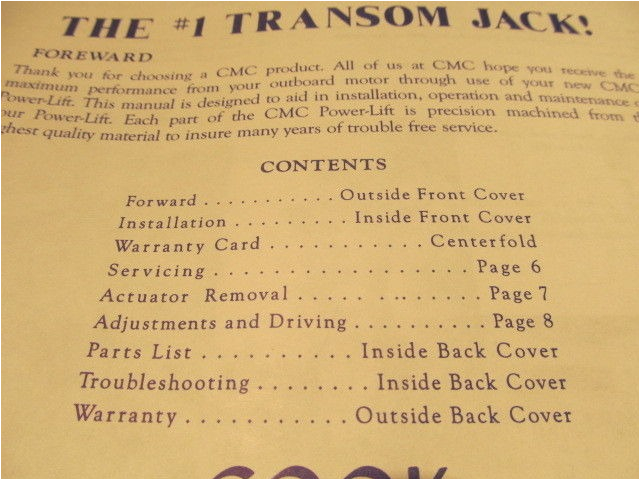 THE #1 TRANSOM JACK!
FOREWARD
Thank you for choosing a CMC product. All of us at CMC hope you receive the
maximum performance from your outboard motor through use of your new CMC
Power-Lift. This manual is designed to aid in installation, operation and maintenance
our Power-Lift. Each part of the CMC Power-Lift is precision machined from
ghest quality material to insure many years of trouble free service.
CONTENTS
Forward . . . . . . . . . . . Outside Front Cover
Installation . . . . . . . . . Inside Front Cover
Warranty Card . . . . . . . . . . . . Centerfold
Servicing . . . . . . . . . . . . . . . . . . . Page 6
Actuator Removal . . . . . . .. . . . . . . Page 7
Adjustments and Driving . . . . . . . . . . Page 8
Parts List . . . . . . . . . . . Inside Back Cover
Troubleshooting . . . . . . . . Inside Back Cover
Warranty . . . . . . . . . . . . Outside Back Cover